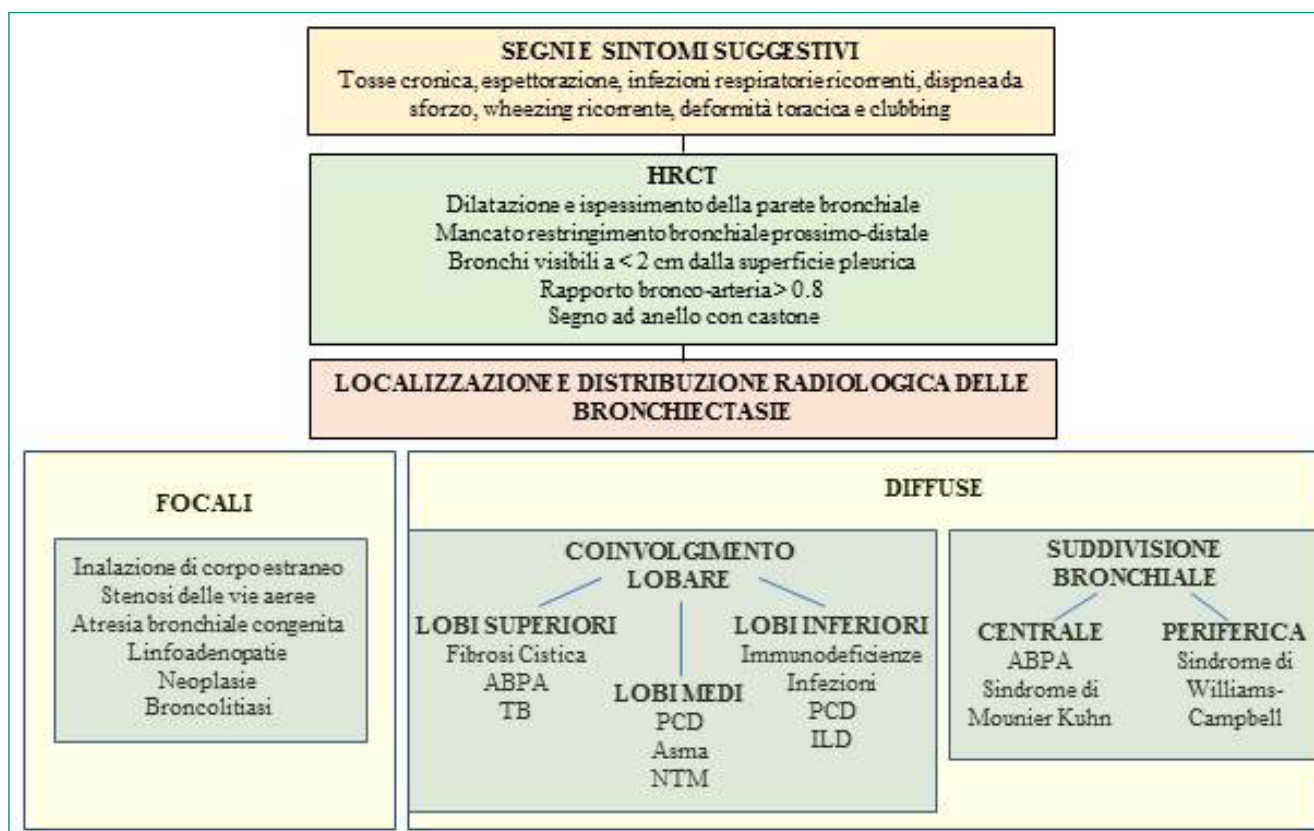 SEGNI E SINTOMI SUGGESTIVI
Tosse cronica, espettorazione, infezioni respiratorie ricorrenti, dispnea da
sforzo, wheezing ricorrente, deformità toracica e clubbing
HRCT
Dilatazione e ispessimento della parete bronchiale
Mancato restringimento bronchiale prossimo-distale
Bronchi visibili a < 2 cm dalla superficie pleurica
Rapporto bronco-arteria > 0.8
Segno ad anello con castone
LOCALIZZAZIONE E DISTRIBUZIONE RADIOLOGICA DELLE
BRONCHIECTASIE
FOCALI
Inalazione di corpo estraneo
Stenosi delle vie aeree
Atresia bronchiale congenita
Linfoadenopatie
Neoplasie
Broncolitiasi
DIFFUSE
COINVOLGIMENTO
LOBARE
LOBI SUPERIORI
Fibrosi Cistica
ABPA
TB
LOBI MEDI
PCD
Asma
NTM
LOBI INFERIORI
Immunodeficienze
Infezioni
PCD
ILD
SUDDIVISIONE
BRONCHIALE
CENTRALE
ABPA
Sindrome di
Mounier Kuhn
PERIFERICA
Sindrome di
Williams-
Campbell